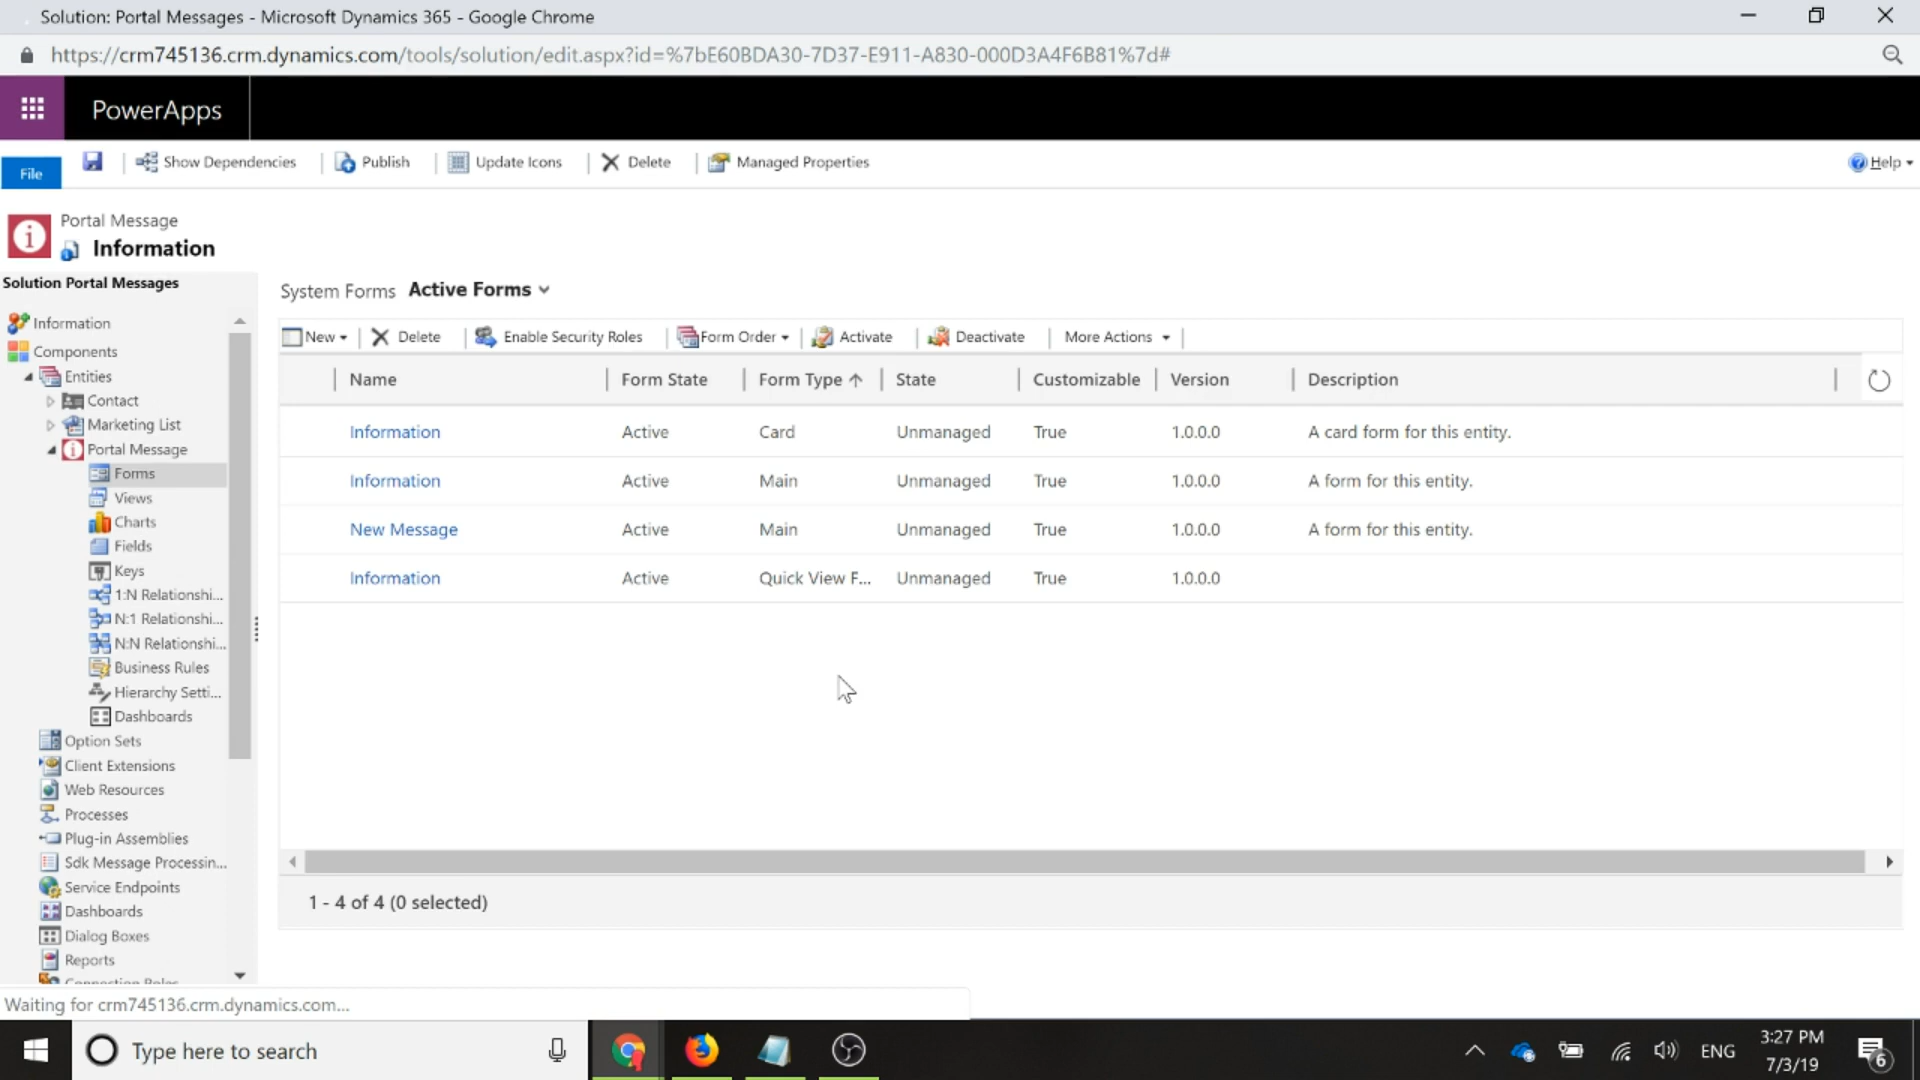 Solution: Portal Messages - Microsoft Dynamics 365 - Google Chrome
https://crm745136.crm.dynamics.com/tools/solution/edit.aspx?id=%7bE60BDA30-7D37-E911-A830-000D3A4F6B81%7d#
PowerApps
File
Show Dependencies
Publish
Update Icons
Delete
Managed Properties
Help
Portal Message
Information
Solution Portal Messages
Information
Components
Entities
Contact
Marketing List
Portal Message
Forms
Views
Charts
Fields
Keys
1:N Relationshi...
N:1 Relationshi...
N:N Relationshi...
Business Rules
Hierarchy Setti...
Dashboards
Option Sets
Client Extensions
Web Resources
Processes
Plug-in Assemblies
Sdk Message Processin...
Service Endpoints
Dashboards
Dialog Boxes
Reports
Connection Roles
System Forms Active Forms
New Delete Enable Security Roles Form Order Activate Deactivate More Actions
Name Form State Form Type State Customizable Version Description
Information Active Card Unmanaged True 1.0.0.0 A card form for this entity.
Information Active Main Unmanaged True 1.0.0.0 A form for this entity.
New Message Active Main Unmanaged True 1.0.0.0 A form for this entity.
Information Active Quick View F... Unmanaged True 1.0.0.0
1 - 4 of 4 (0 selected)
Waiting for crm745136.crm.dynamics.com...
Type here to search
ENG
3:27 PM
7/3/19
6